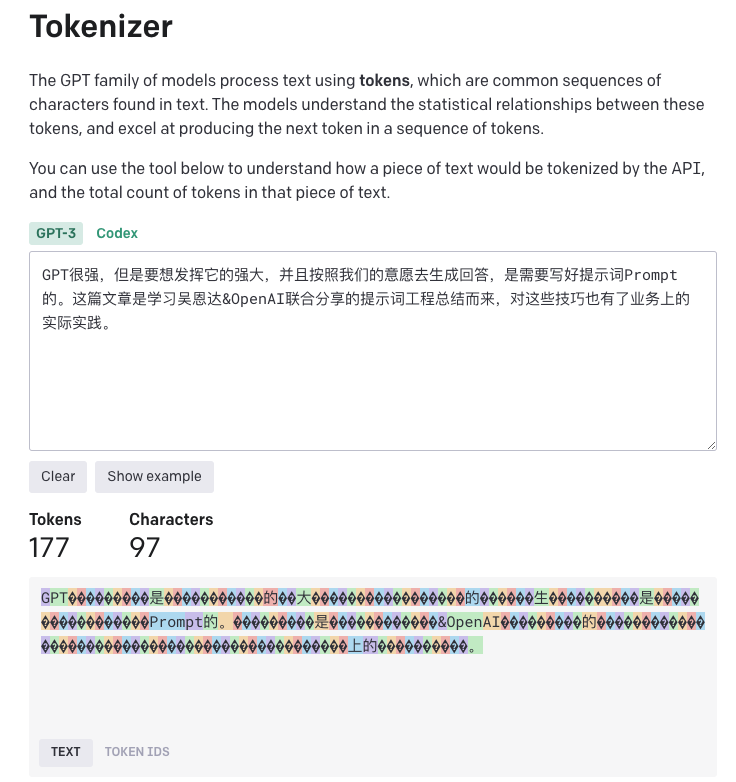 Tokenizer
The GPT family of models process text using tokens, which are common sequences of
characters found in text. The models understand the statistical relationships between these
tokens, and excel at producing the next token in a sequence of tokens.
You can use the tool below to understand how a piece of text would be tokenized by the API,
and the total count of tokens in that piece of text.
GPT-3 Codex
GPT很强，但是要想发挥它的强大，并且按照我们的意愿去生成回答，是需要写好提示词Prompt
的。这篇文章是学习吴恩达&OpenAI联合分享的提示词工程总结而来，对这些技巧也有了业务上的
实际实践。
Clear Show example
Tokens Characters
177 97
GPT是的大的生是
Prompt的。是&OpenAI的
上的。
TEXT TOKEN IDS